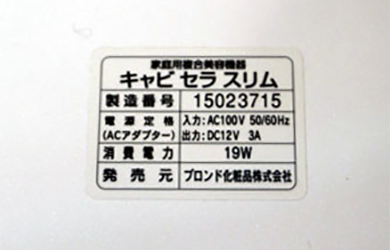 家庭用複合美容機器
キャビ セラ スリム
製造番号 15023715
電源定格 入力:AC100V 50/60Hz
(ACアダプター) 出力:DC12V 3A
消費電力 19W
発売元 ブロンド化粧品株式会社